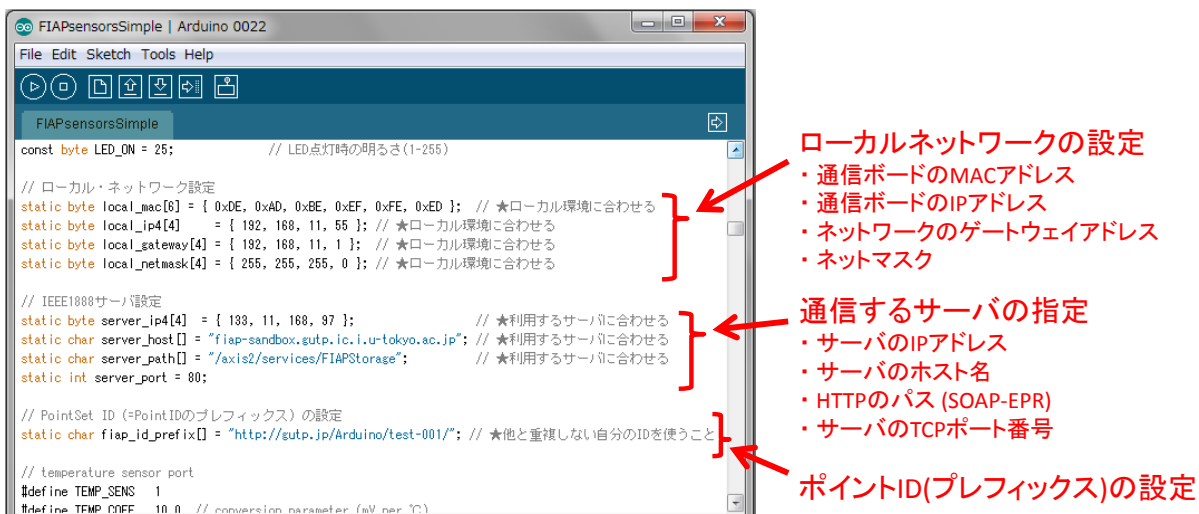 FIAPsensorsSimple | Arduino 0022
File Edit Sketch Tools Help
FIAPsensorsSimple
const byte LED_ON = 25; // LED点灯時の明るさ(1-255)
// ローカル・ネットワーク設定
static byte local_mac[6] = { 0xDE, 0xAD, 0xBE, 0xEF, 0xFE, 0xED }; // ★ローカル環境に合わせる
static byte local_ip4[4] = { 192, 168, 11, 55 }; // ★ローカル環境に合わせる
static byte local_gateway[4] = { 192, 168, 11, 1 }; // ★ローカル環境に合わせる
static byte local_netmask[4] = { 255, 255, 255, 0 }; // ★ローカル環境に合わせる
// IEEE1888サーバ設定
static byte server_ip4[4] = { 133, 11, 168, 97 }; // ★利用するサーバに合わせる
static char server_host[] = "fiap-sandbox.gutp.ic.i.u-tokyo.ac.jp"; // ★利用するサーバに合わせる
static char server_path[] = "/axis2/services/FIAPStorage"; // ★利用するサーバに合わせる
static int server_port = 80;
// PointSet ID (=PointIDのプレフィックス) の設定
static char fiap_id_prefix[] = "http://gutp.jp/Arduino/test-001/"; // ★他と重複しない自分のIDを使うこと
// temperature sensor port
#define TEMP_SENS 1
#define TEMP_COEF 10.0 // conversion parameter (mV per ℃)
ローカルネットワークの設定
・通信ボードのMACアドレス
・通信ボードのIPアドレス
・ネットワークのゲートウェイアドレス
・ネットマスク
通信するサーバの指定
・サーバのIPアドレス
・サーバのホスト名
・HTTPのパス (SOAP-EPR)
・サーバのTCPポート番号
ポイントID(プレフィックス)の設定